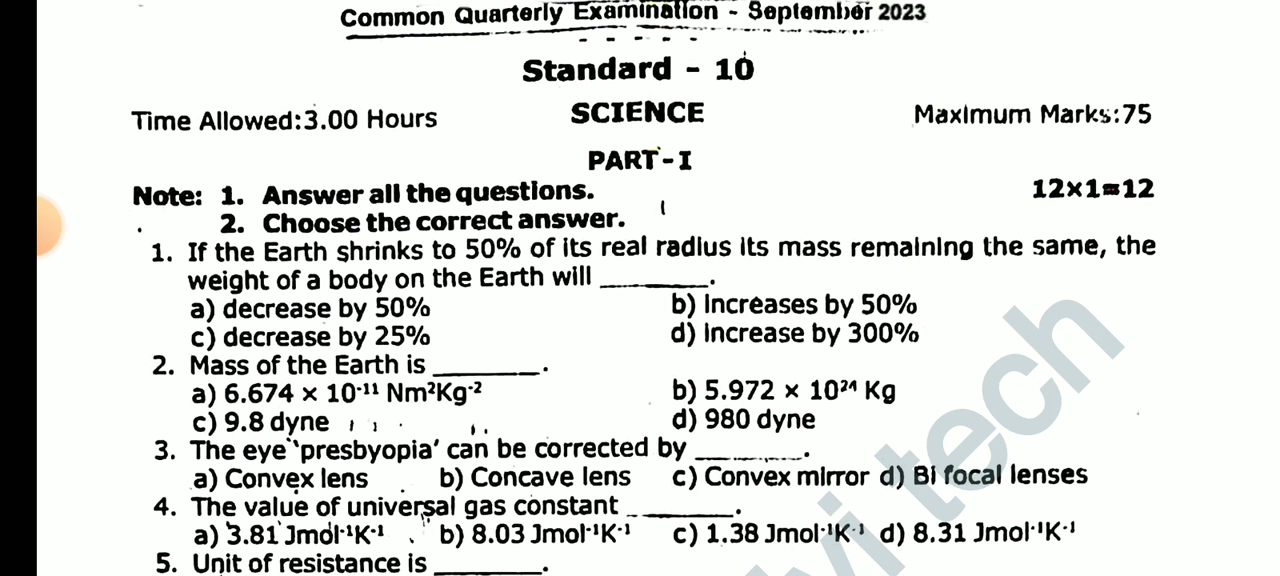 Common Quarterly Examination - September 2023
Standard - 10
Time Allowed:3.00 Hours SCIENCE Maximum Marks:75
PART-I
Note: 1. Answer all the questions. 12×1=12
2. Choose the correct answer.
1. If the Earth shrinks to 50% of its real radius its mass remaining the same, the
weight of a body on the Earth will ________.
a) decrease by 50% b) increases by 50%
c) decrease by 25% d) increase by 300%
2. Mass of the Earth is ________.
a) 6.674 × 10⁻¹¹ Nm²Kg⁻² b) 5.972 × 10²⁴ Kg
c) 9.8 dyne d) 980 dyne
3. The eye 'presbyopia' can be corrected by ________.
a) Convex lens b) Concave lens c) Convex mirror d) Bi focal lenses
4. The value of universal gas constant ________.
a) 3.81 Jmol⁻¹K⁻¹ b) 8.03 Jmol⁻¹K⁻¹ c) 1.38 Jmol⁻¹K⁻¹ d) 8.31 Jmol⁻¹K⁻¹
5. Unit of resistance is ________.
tech